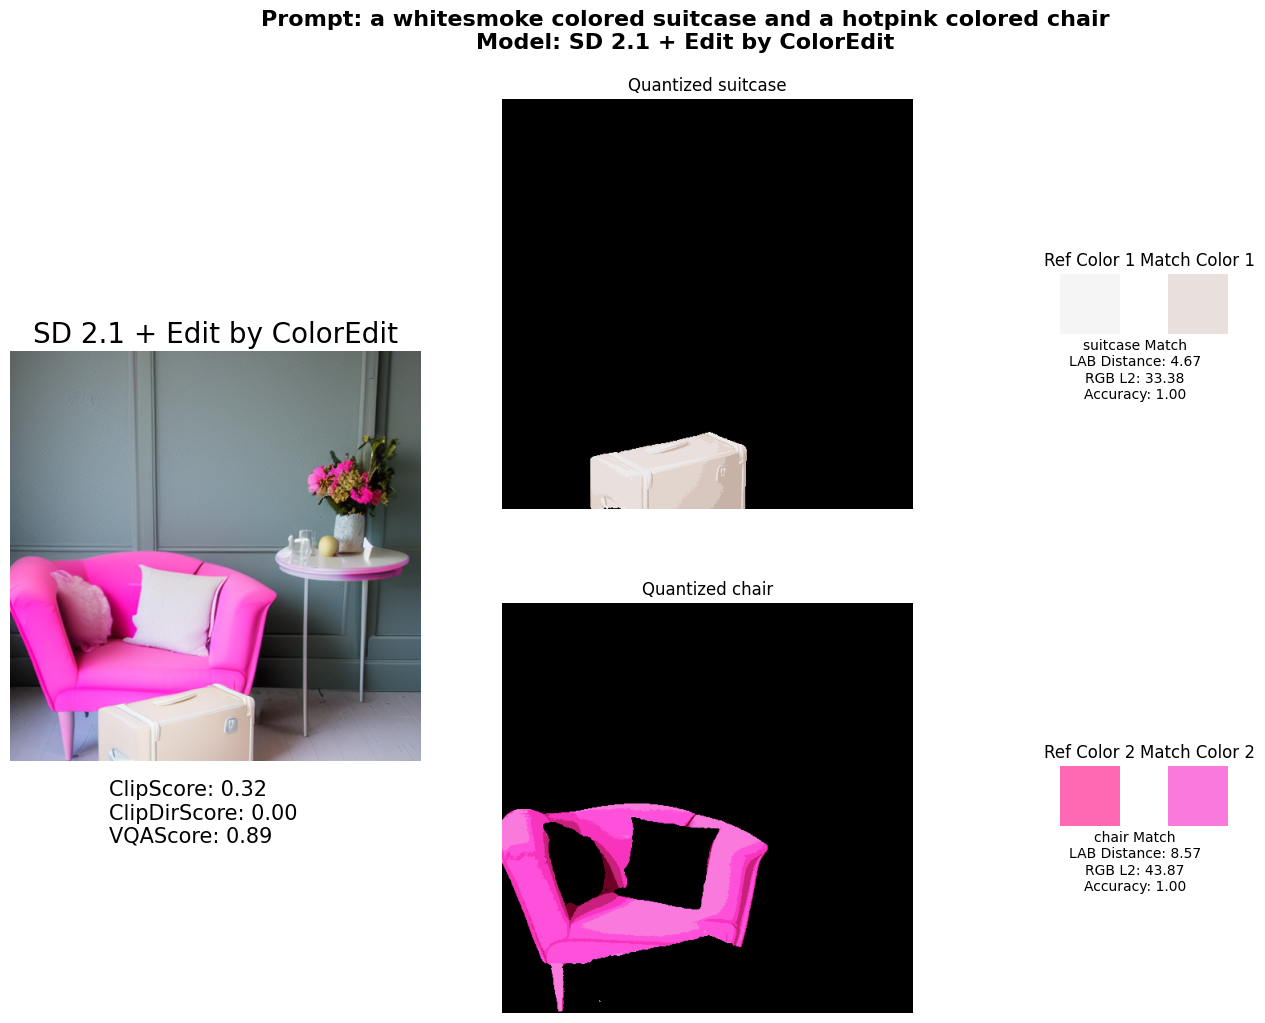 Prompt: a whitesmoke colored suitcase and a hotpink colored chair
Model: SD 2.1 + Edit by ColorEdit
Quantized suitcase
Ref Color 1 Match Color 1
suitcase Match
LAB Distance: 4.67
RGB L2: 33.38
Accuracy: 1.00
SD 2.1 + Edit by ColorEdit
ClipScore: 0.32
ClipDirScore: 0.00
VQAScore: 0.89
Quantized chair
Ref Color 2 Match Color 2
chair Match
LAB Distance: 8.57
RGB L2: 43.87
Accuracy: 1.00